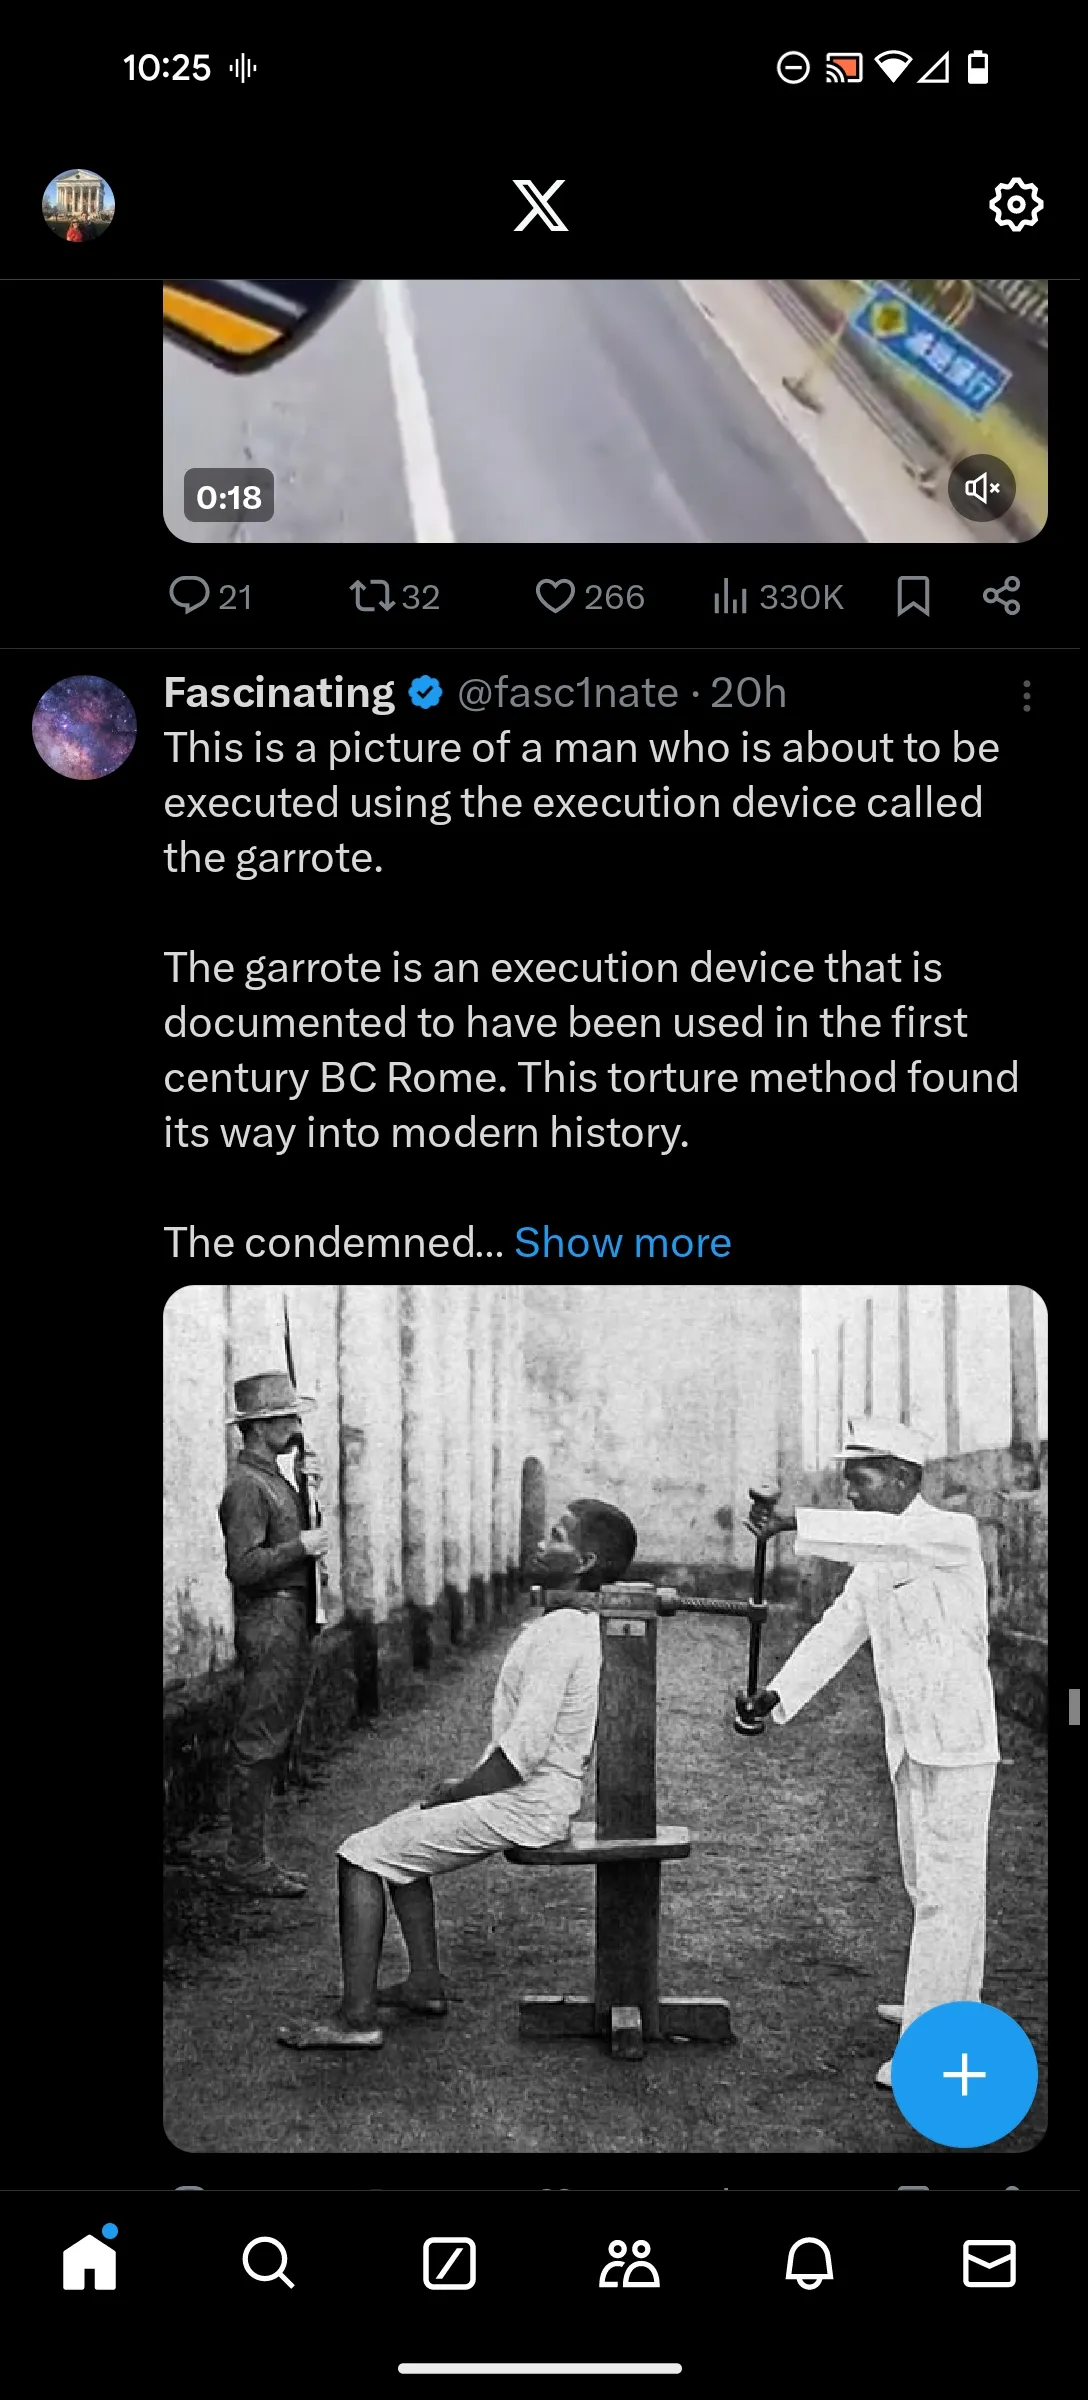 10:25
0:18
21 32 266 330K
Fascinating @fasc1nate · 20h
This is a picture of a man who is about to be
executed using the execution device called
the garrote.
The garrote is an execution device that is
documented to have been used in the first
century BC Rome. This torture method found
its way into modern history.
The condemned... Show more